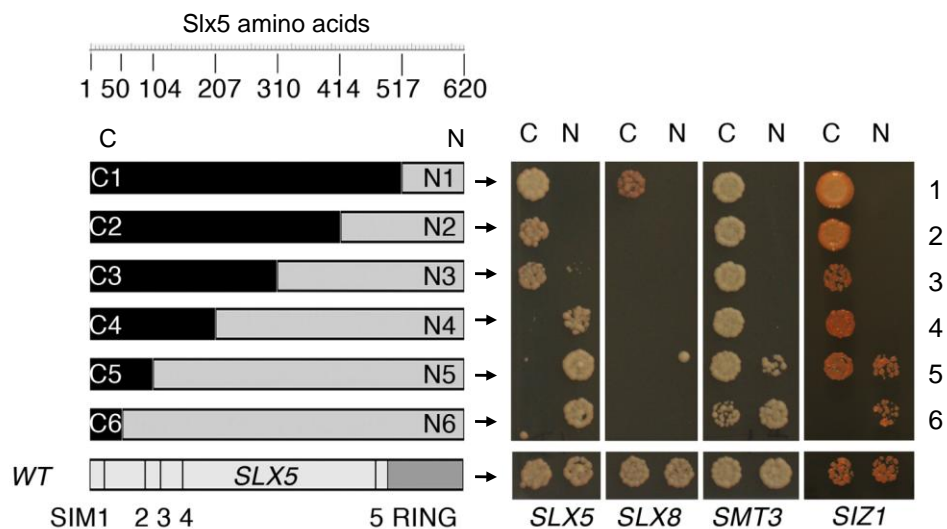 Slx5 amino acids
1 50 104 207 310 414 517 620
C N C N C N C N C N
C1 N1 1
C2 N2 2
C3 N3 3
C4 N4 4
C5 N5 5
C6 N6 6
WT SLX5
SIM1 2 3 4 5 RING SLX5 SLX8 SMT3 SIZ1